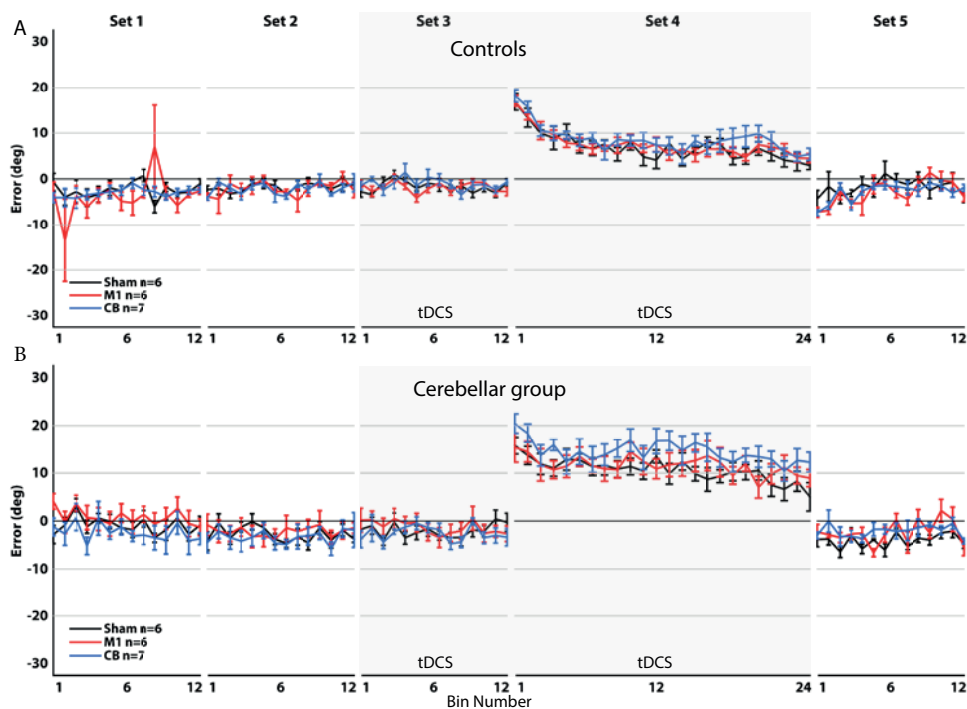 A
Set 1 Set 2 Set 3 Set 4 Set 5
Controls
30
20
10
0
-10
-20
-30
Error (deg)
Sham n=6
M1 n=6
CB n=7
tDCS tDCS
1 6 12 1 6 12 1 6 12 1 12 24 1 6 12
B
Cerebellar group
30
20
10
0
-10
-20
-30
Error (deg)
Sham n=6
M1 n=6
CB n=7
tDCS tDCS
1 6 12 1 6 12 1 6 12 1 12 24 1 6 12
Bin Number